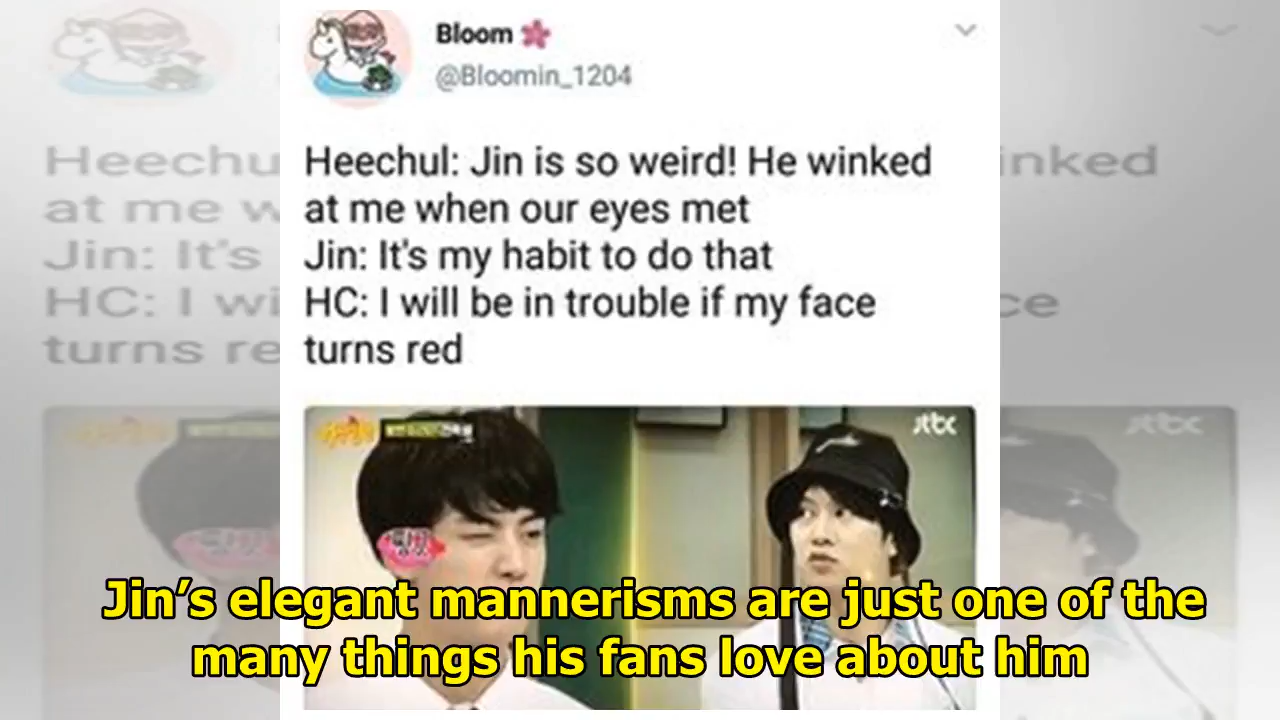 Bloom
@Bloomin_1204
Heechul: Jin is so weird! He winked
at me when our eyes met
Jin: It's my habit to do that
HC: I will be in trouble if my face
turns red
jtbc
Jin’s elegant mannerisms are just one of the
many things his fans love about him